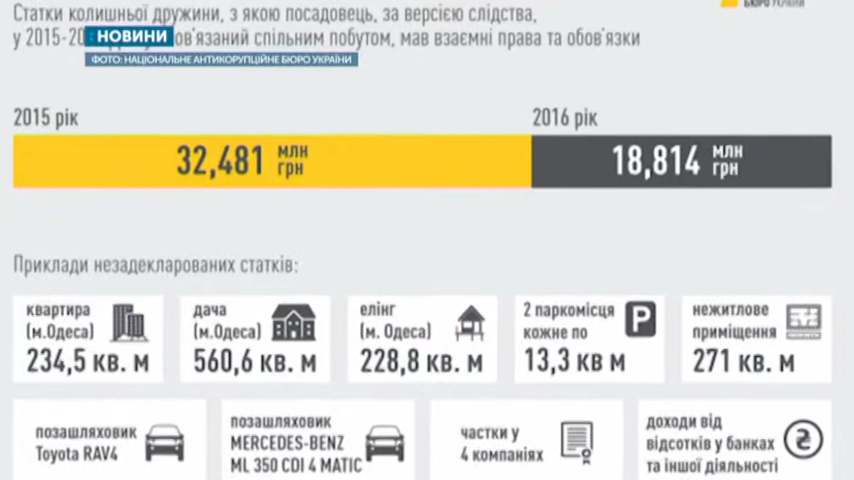 БЮРО УКРАЇНИ
Статки колишньої дружини, з якою посадовець, за версією слідства,
у 2015-20 ов'язаний спільним побутом, мав взаємні права та обов'язки
НОВИНИ
ФОТО: НАЦІОНАЛЬНЕ АНТИКОРУПЦІЙНЕ БЮРО УКРАЇНИ
2015 рік
2016 рік
32,481 МЛН ГРН
18,814 МЛН ГРН
Приклади незадекларованих статків:
квартира
(м.Одеса)
234,5 кв. м
дача
(м.Одеса)
560,6 кв. м
елінг
(м. Одеса)
228,8 кв. м
2 паркомісця
кожне по
P
13,3 кв м
нежитлове
приміщення
271 кв. м
позашляховик
Toyota RAV4
позашляховик
MERCEDES-BENZ
ML 350 CDI 4 MATIC
частки у
4 компаніях
доходи від
відсотків у банках
та іншої діяльності
₴